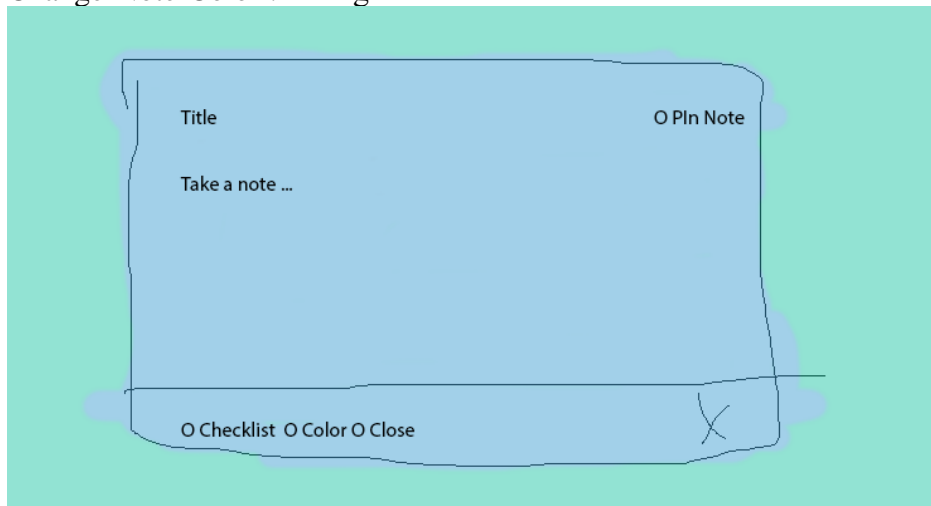 Title
O PIn Note
Take a note ...
O Checklist O Color O Close
X